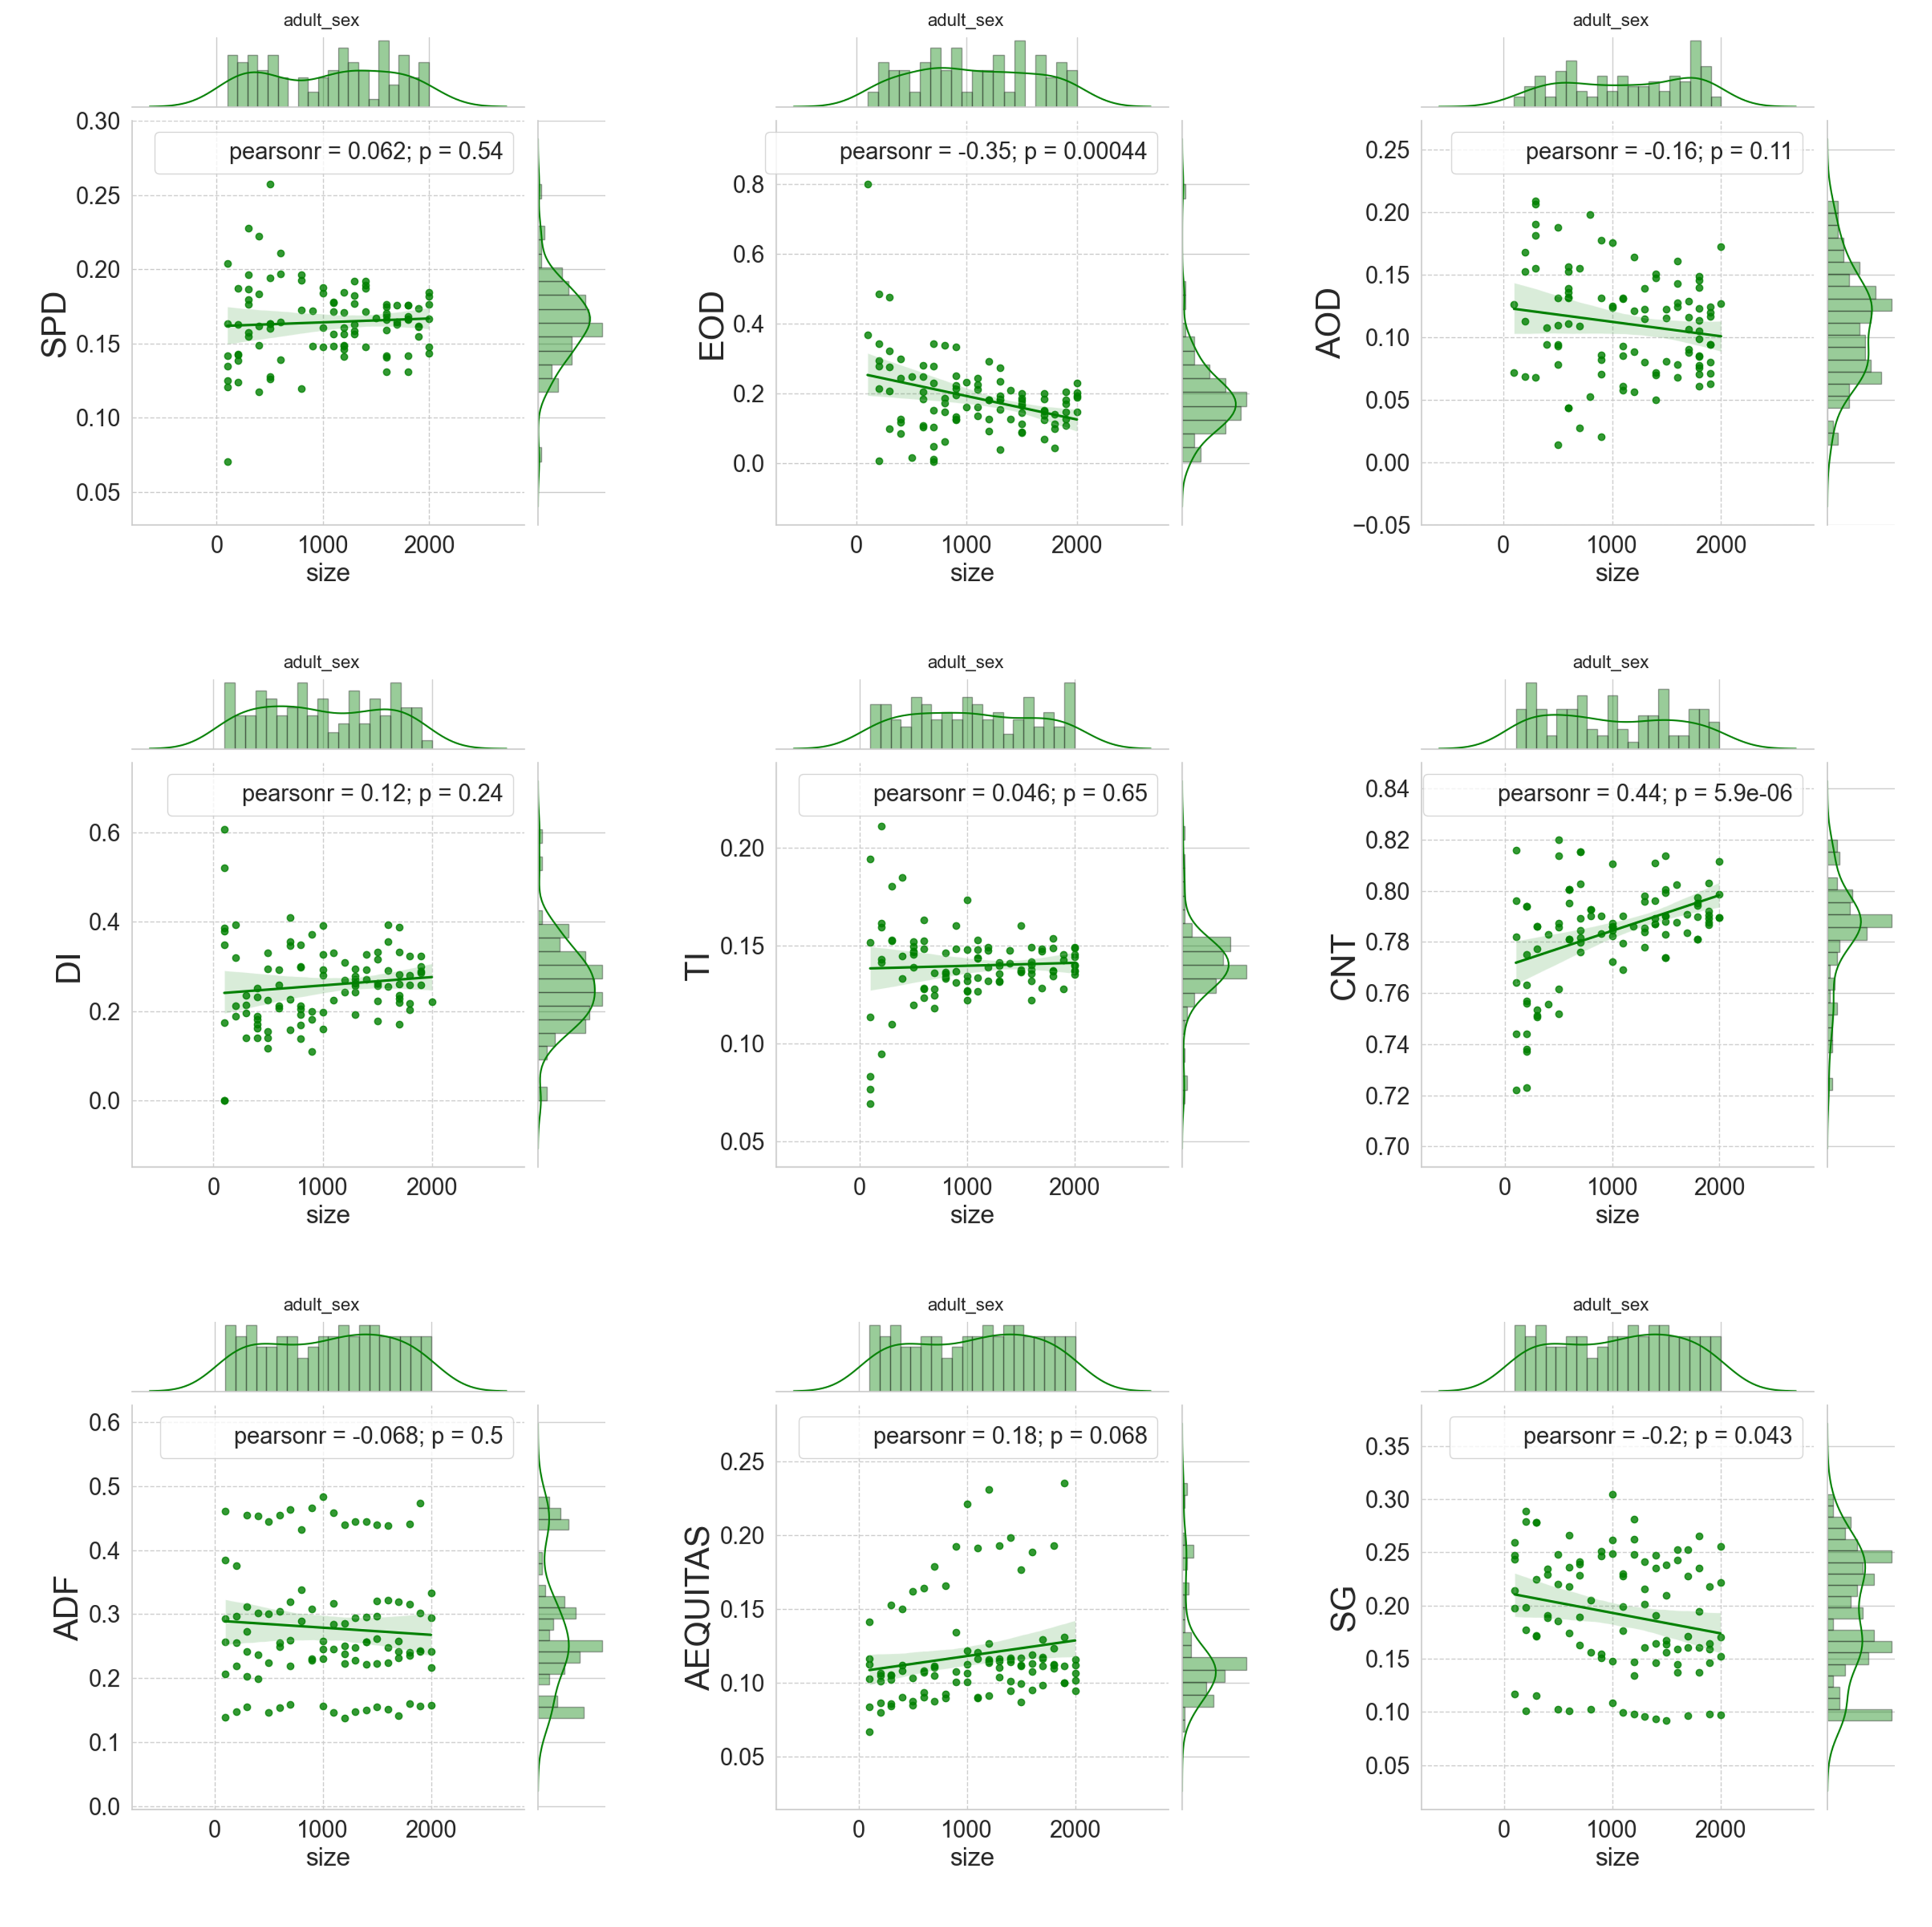 adult_sex
adult_sex
adult_sex
pearsonr = 0.062; p = 0.54
pearsonr = -0.35; p = 0.00044
pearsonr = -0.16; p = 0.11
SPD
0.30
0.25
0.20
0.15
0.10
0.05
0 1000 2000
size
EOD
0.8
0.6
0.4
0.2
0.0
0 1000 2000
size
AOD
0.25
0.20
0.15
0.10
0.05
0.00
−0.05
0 1000 2000
size
adult_sex
adult_sex
adult_sex
pearsonr = 0.12; p = 0.24
pearsonr = 0.046; p = 0.65
pearsonr = 0.44; p = 5.9e-06
DI
0.6
0.4
0.2
0.0
0 1000 2000
size
TI
0.20
0.15
0.10
0.05
0 1000 2000
size
CNT
0.84
0.82
0.80
0.78
0.76
0.74
0.72
0.70
0 1000 2000
size
adult_sex
adult_sex
adult_sex
pearsonr = -0.068; p = 0.5
pearsonr = 0.18; p = 0.068
pearsonr = -0.2; p = 0.043
ADF
0.6
0.5
0.4
0.3
0.2
0.1
0.0
0 1000 2000
size
AEQUITAS
0.25
0.20
0.15
0.10
0.05
0 1000 2000
size
SG
0.35
0.30
0.25
0.20
0.15
0.10
0.05
0 1000 2000
size